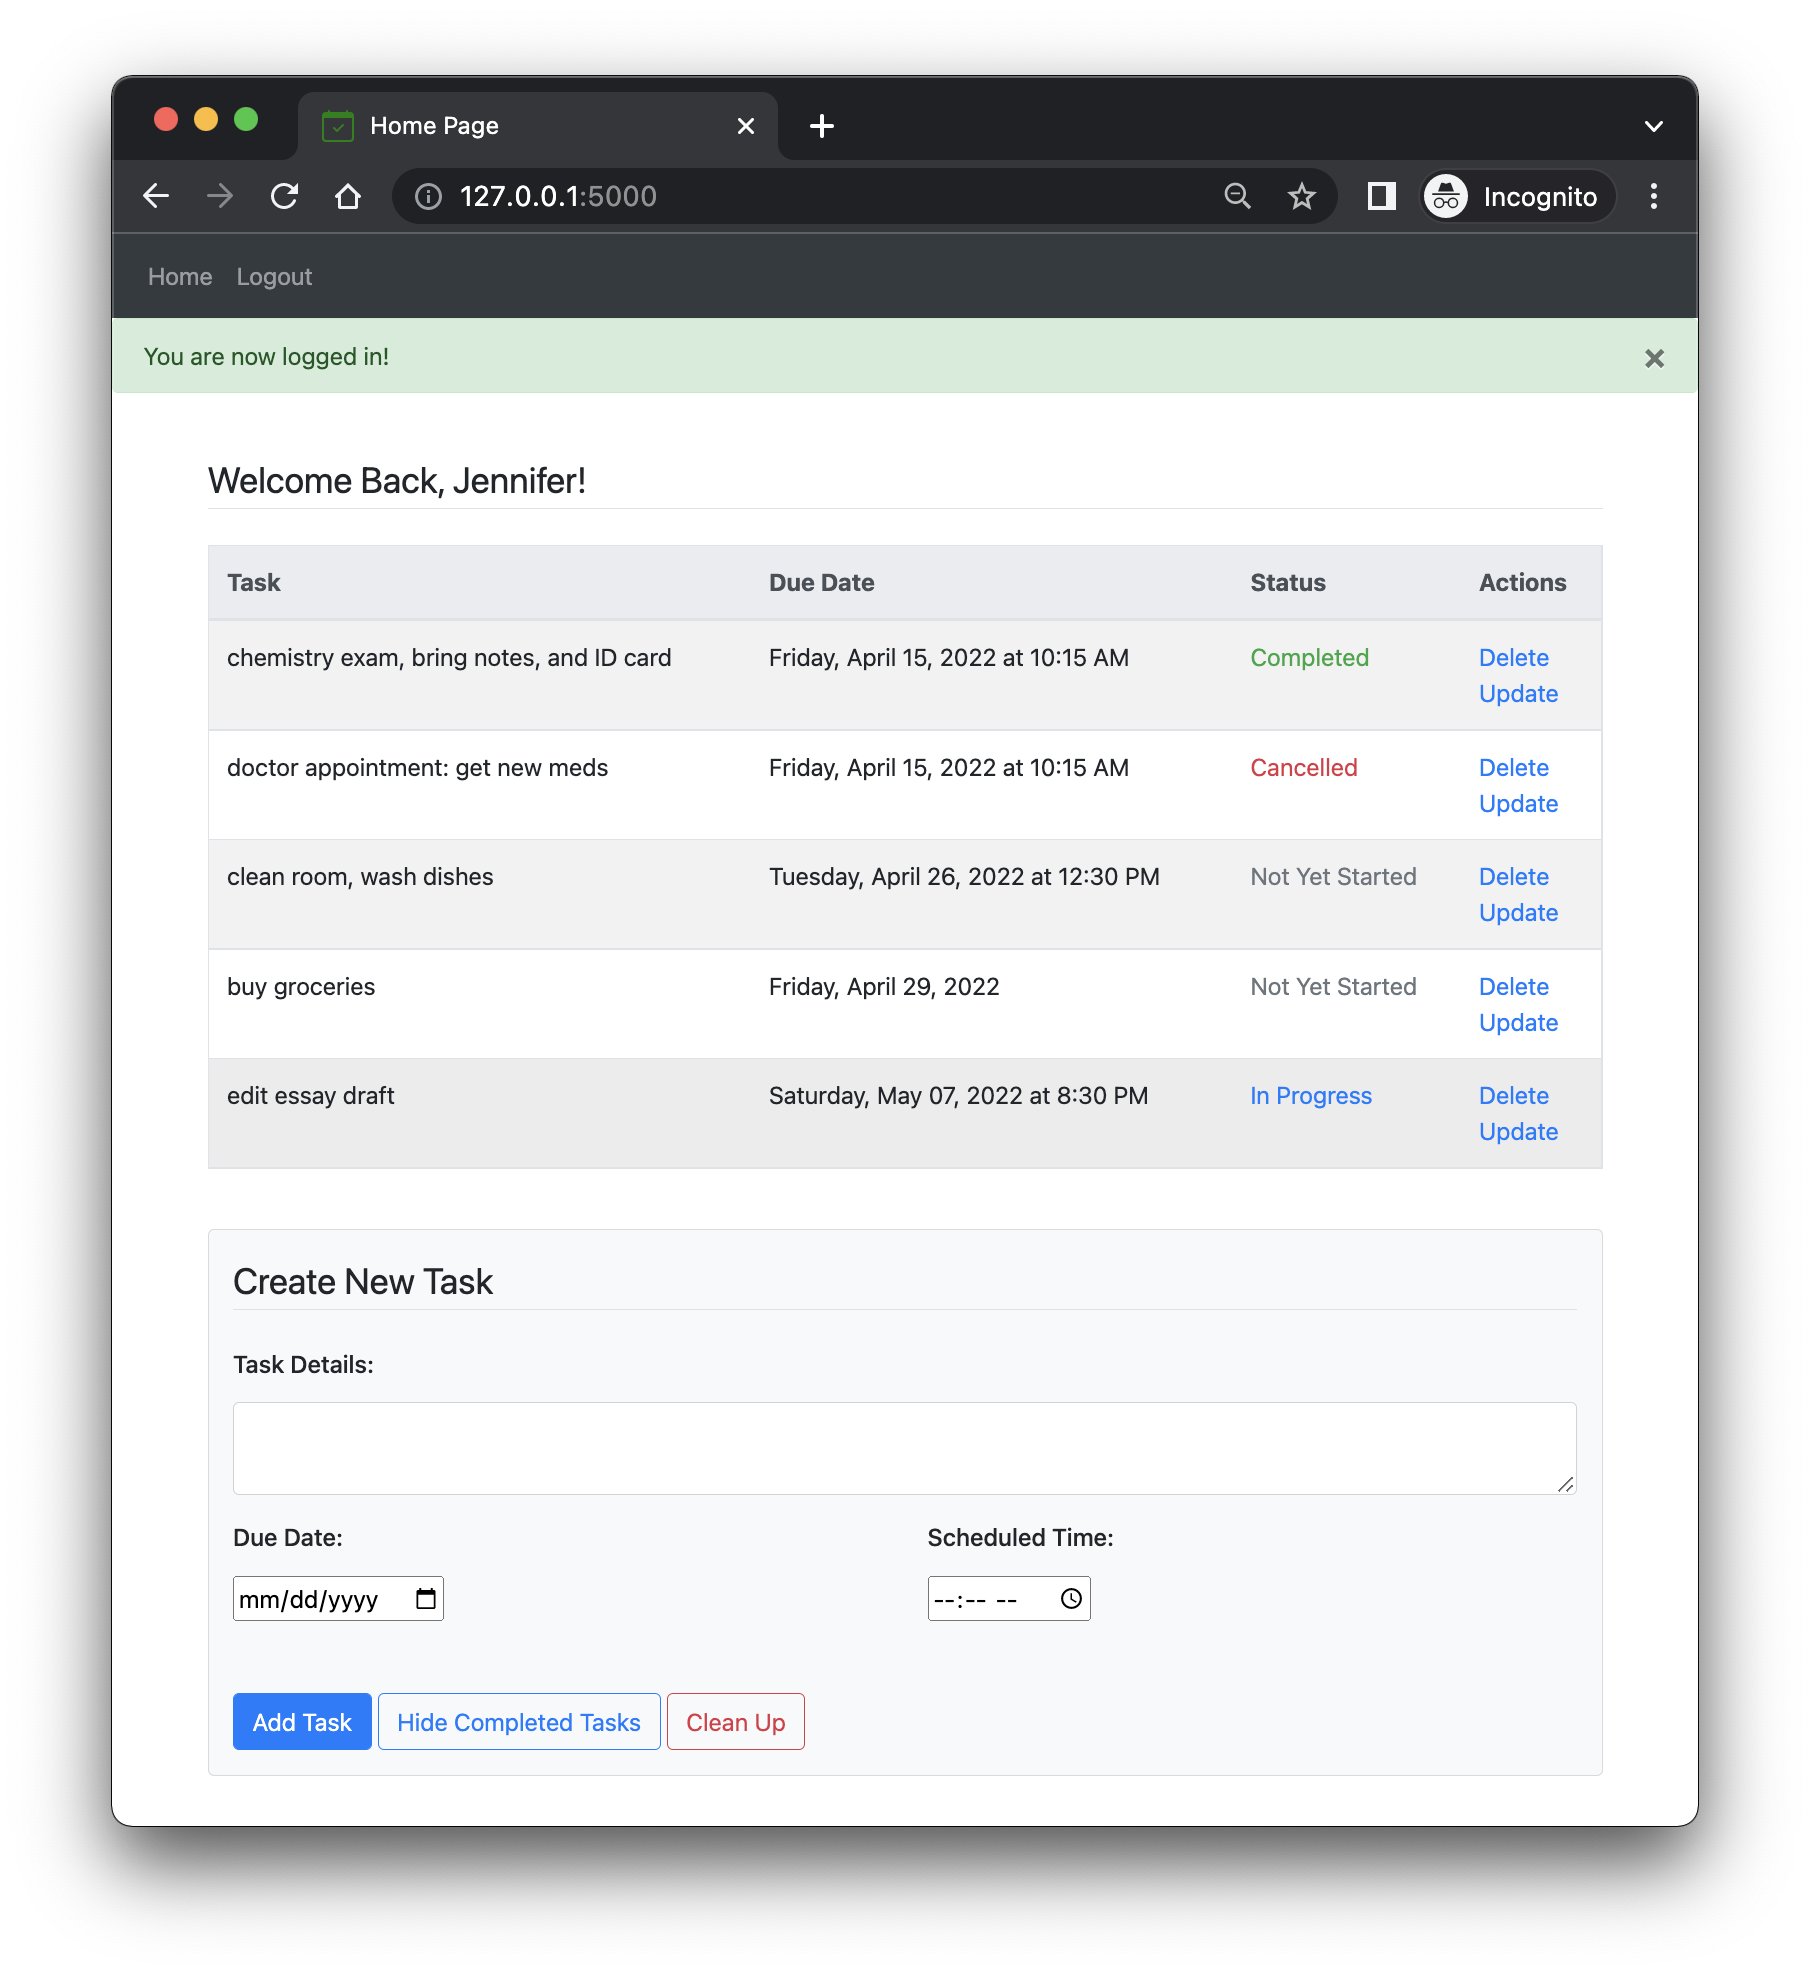 Home Page
127.0.0.1:5000
Incognito
Home Logout
You are now logged in!
Welcome Back, Jennifer!
Task Due Date Status Actions
chemistry exam, bring notes, and ID card Friday, April 15, 2022 at 10:15 AM Completed Delete
Update
doctor appointment: get new meds Friday, April 15, 2022 at 10:15 AM Cancelled Delete
Update
clean room, wash dishes Tuesday, April 26, 2022 at 12:30 PM Not Yet Started Delete
Update
buy groceries Friday, April 29, 2022 Not Yet Started Delete
Update
edit essay draft Saturday, May 07, 2022 at 8:30 PM In Progress Delete
Update
Create New Task
Task Details:
Due Date: Scheduled Time:
mm/dd/yyyy --:-- --
Add Task Hide Completed Tasks Clean Up